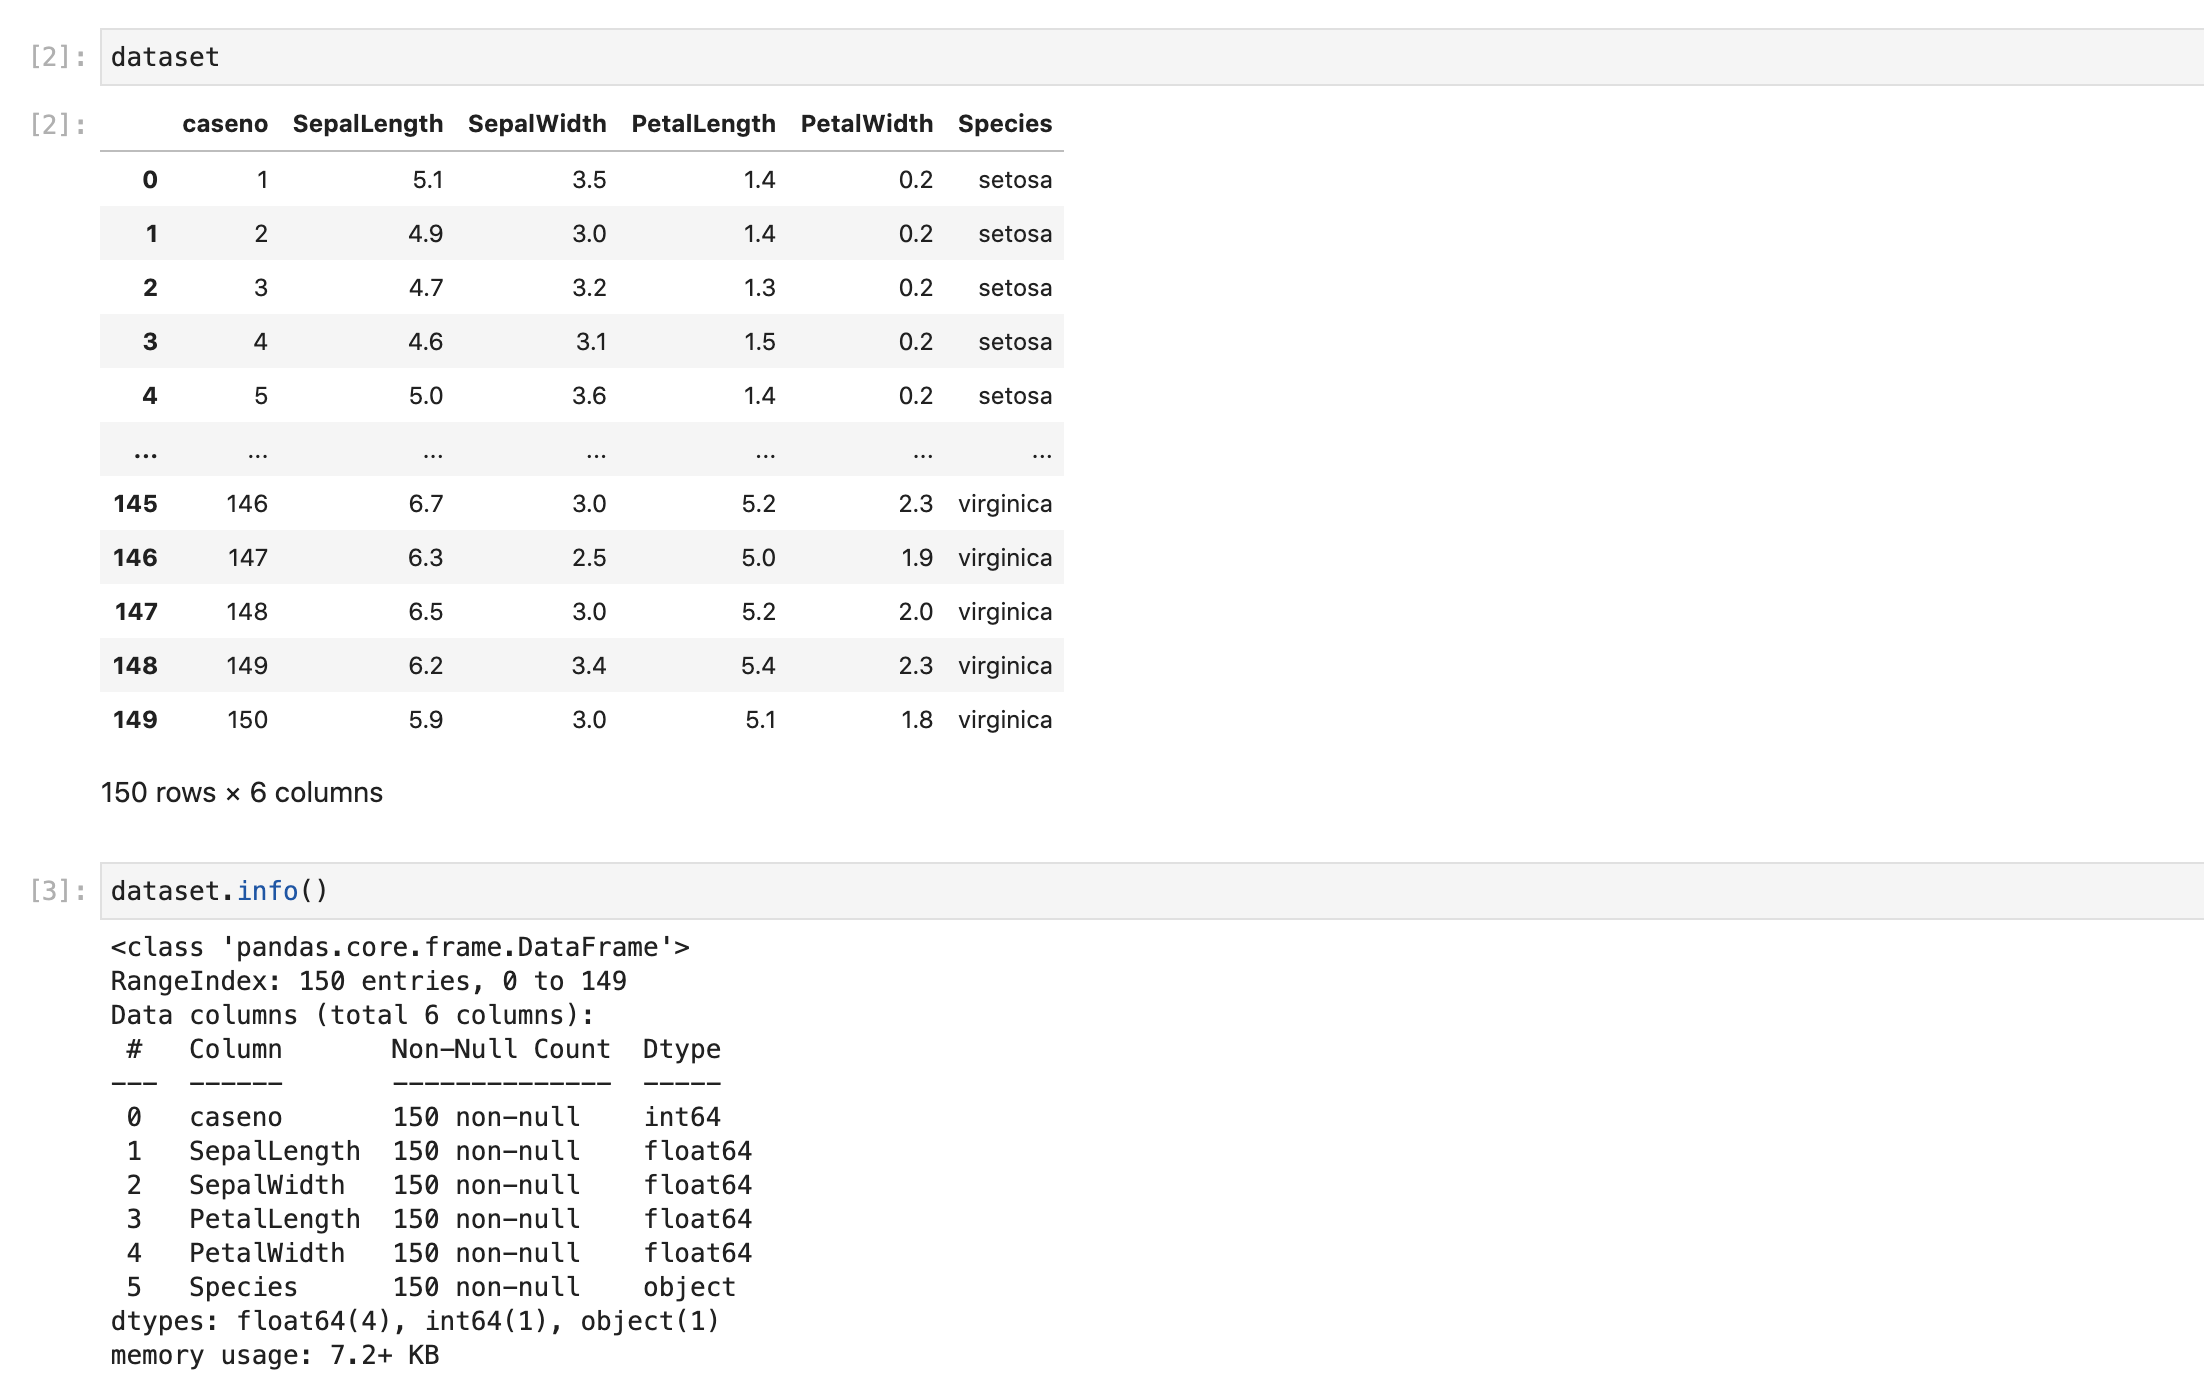 [2]: dataset
[2]: caseno SepalLength SepalWidth PetalLength PetalWidth Species
0 1 5.1 3.5 1.4 0.2 setosa
1 2 4.9 3.0 1.4 0.2 setosa
2 3 4.7 3.2 1.3 0.2 setosa
3 4 4.6 3.1 1.5 0.2 setosa
4 5 5.0 3.6 1.4 0.2 setosa
... ... ... ... ... ... ...
145 146 6.7 3.0 5.2 2.3 virginica
146 147 6.3 2.5 5.0 1.9 virginica
147 148 6.5 3.0 5.2 2.0 virginica
148 149 6.2 3.4 5.4 2.3 virginica
149 150 5.9 3.0 5.1 1.8 virginica
150 rows × 6 columns
[3]: dataset.info()
<class 'pandas.core.frame.DataFrame'>
RangeIndex: 150 entries, 0 to 149
Data columns (total 6 columns):
 #   Column       Non-Null Count  Dtype
---  ------       --------------  -----
 0   caseno       150 non-null    int64
 1   SepalLength  150 non-null    float64
 2   SepalWidth   150 non-null    float64
 3   PetalLength  150 non-null    float64
 4   PetalWidth   150 non-null    float64
 5   Species      150 non-null    object
dtypes: float64(4), int64(1), object(1)
memory usage: 7.2+ KB